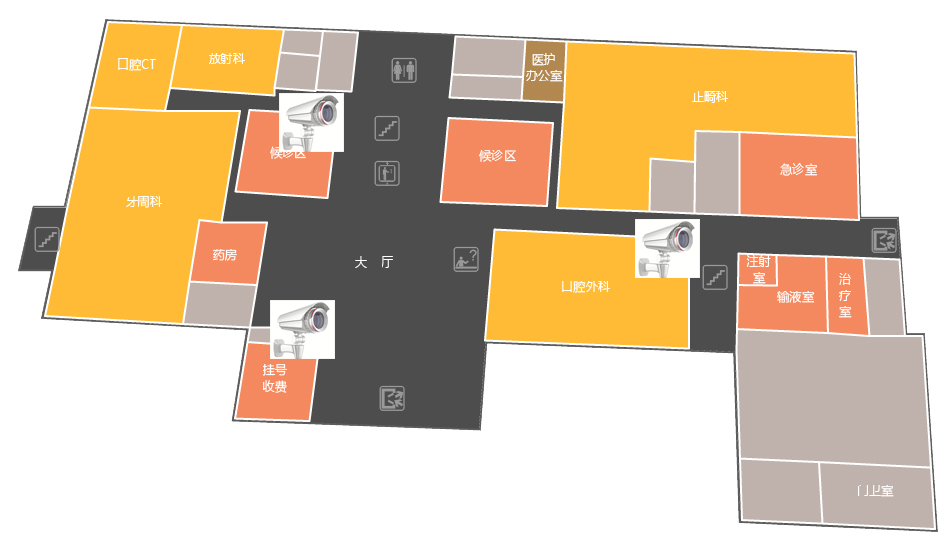 口腔CT
放射科
医护
办公室
止畸科
候诊区
候诊区
急诊室
牙周科
药房
大 厅
?
注射
室
输液室
治
疗
室
口腔外科
挂号
收费
门卫室